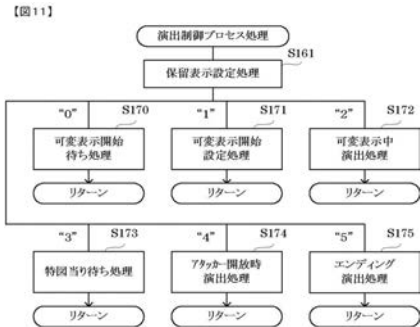 【図11】
演出制御プロセス処理
S161
保留表示設定処理
“0”
S170
“1”
S171
“2”
S172
可変表示開始
待ち処理
可変表示開始
設定処理
可変表示中
演出処理
リターン
リターン
リターン
“3”
S173
“4”
S174
“5”
S175
特図当り待ち処理
アタッカー開放時
演出処理
エンディング
演出処理
リターン
リターン
リターン